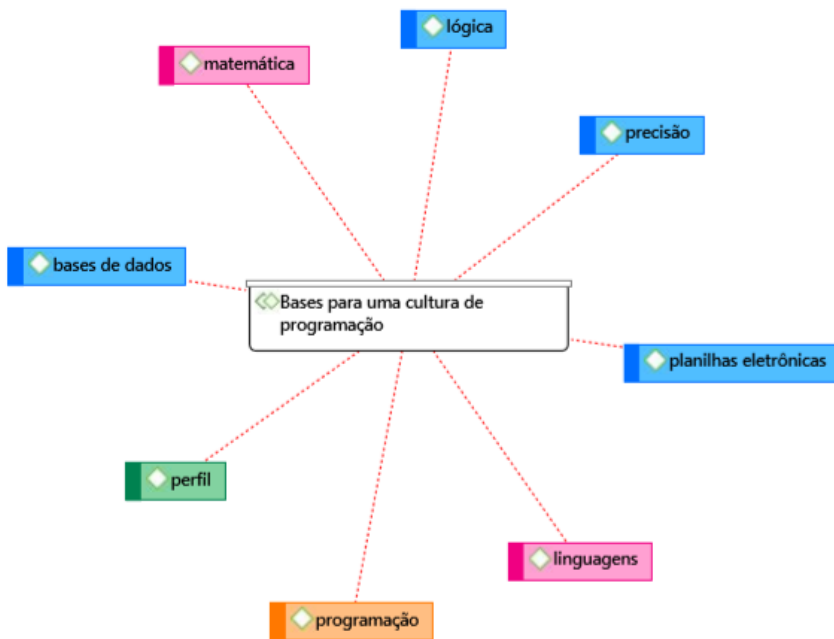 lógica
matemática
precisão
bases de dados
Bases para uma cultura de
programação
planilhas eletrônicas
perfil
linguagens
programação